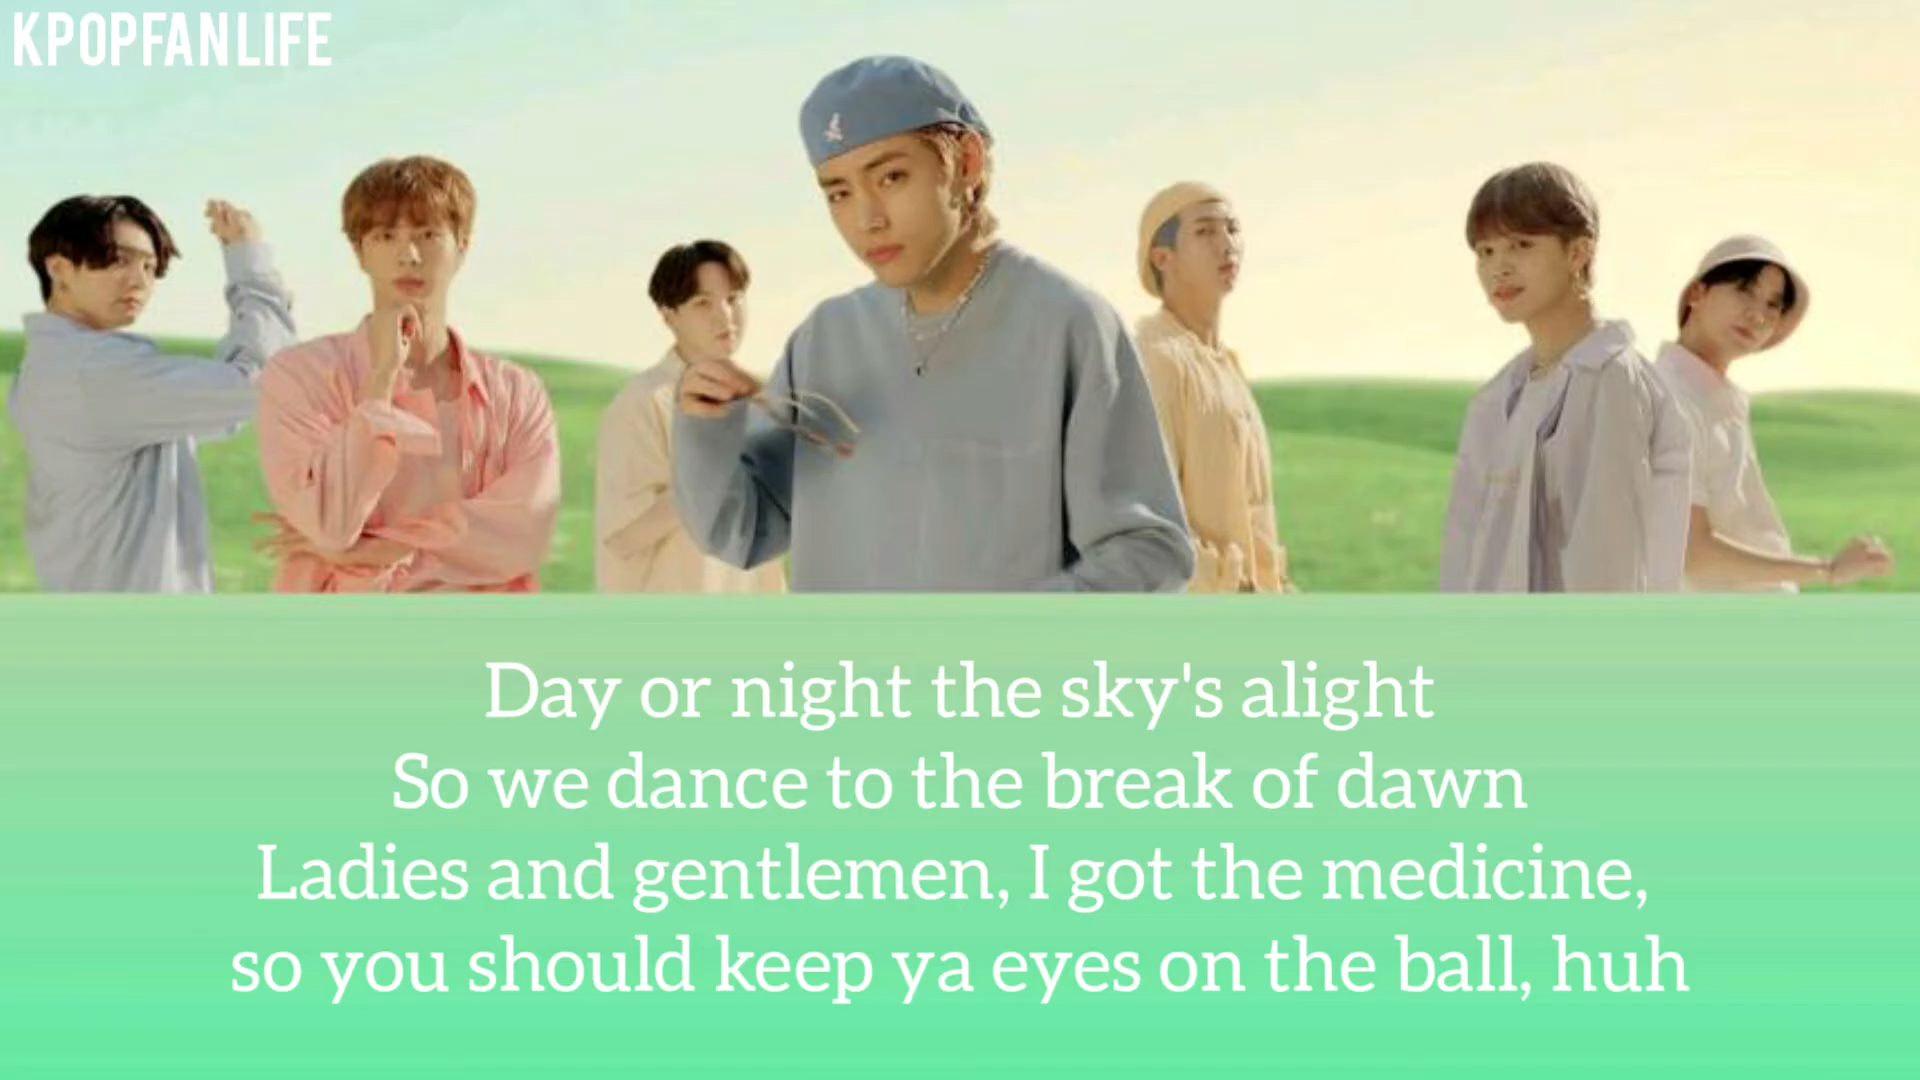 KPOPFANLIFE
Day or night the sky's alight
So we dance to the break of dawn
Ladies and gentlemen, I got the medicine,
so you should keep ya eyes on the ball, huh